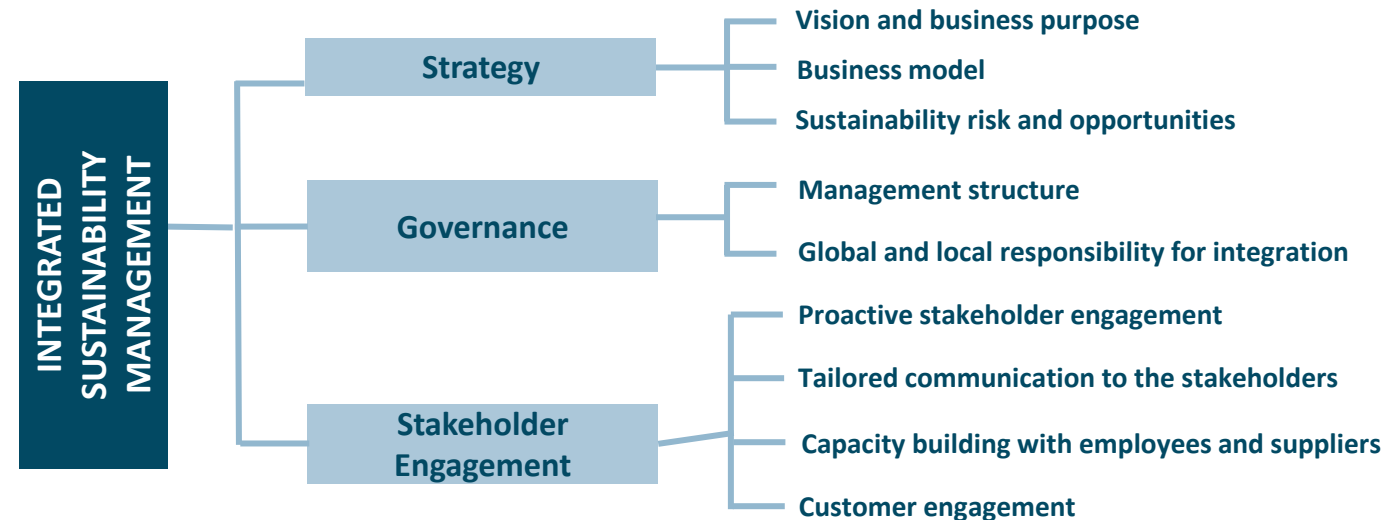 INTEGRATED
SUSTAINABILITY
MANAGEMENT
Strategy
Vision and business purpose
Business model
Sustainability risk and opportunities
Governance
Management structure
Global and local responsibility for integration
Stakeholder
Engagement
Proactive stakeholder engagement
Tailored communication to the stakeholders
Capacity building with employees and suppliers
Customer engagement